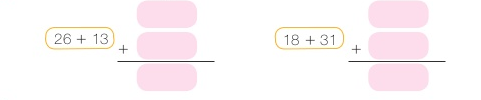 26 + 13
+
18 + 31
+